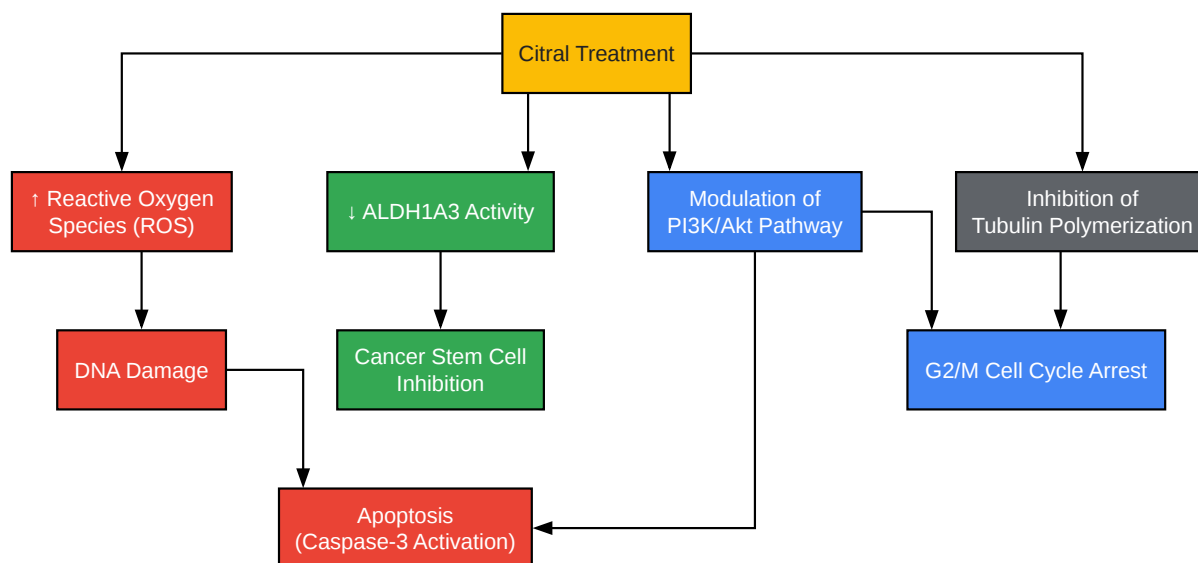 Citral Treatment
↑ Reactive Oxygen
Species (ROS)
↓ ALDH1A3 Activity
Modulation of
PI3K/Akt Pathway
Inhibition of
Tubulin Polymerization
DNA Damage
Cancer Stem Cell
Inhibition
G2/M Cell Cycle Arrest
Apoptosis
(Caspase-3 Activation)